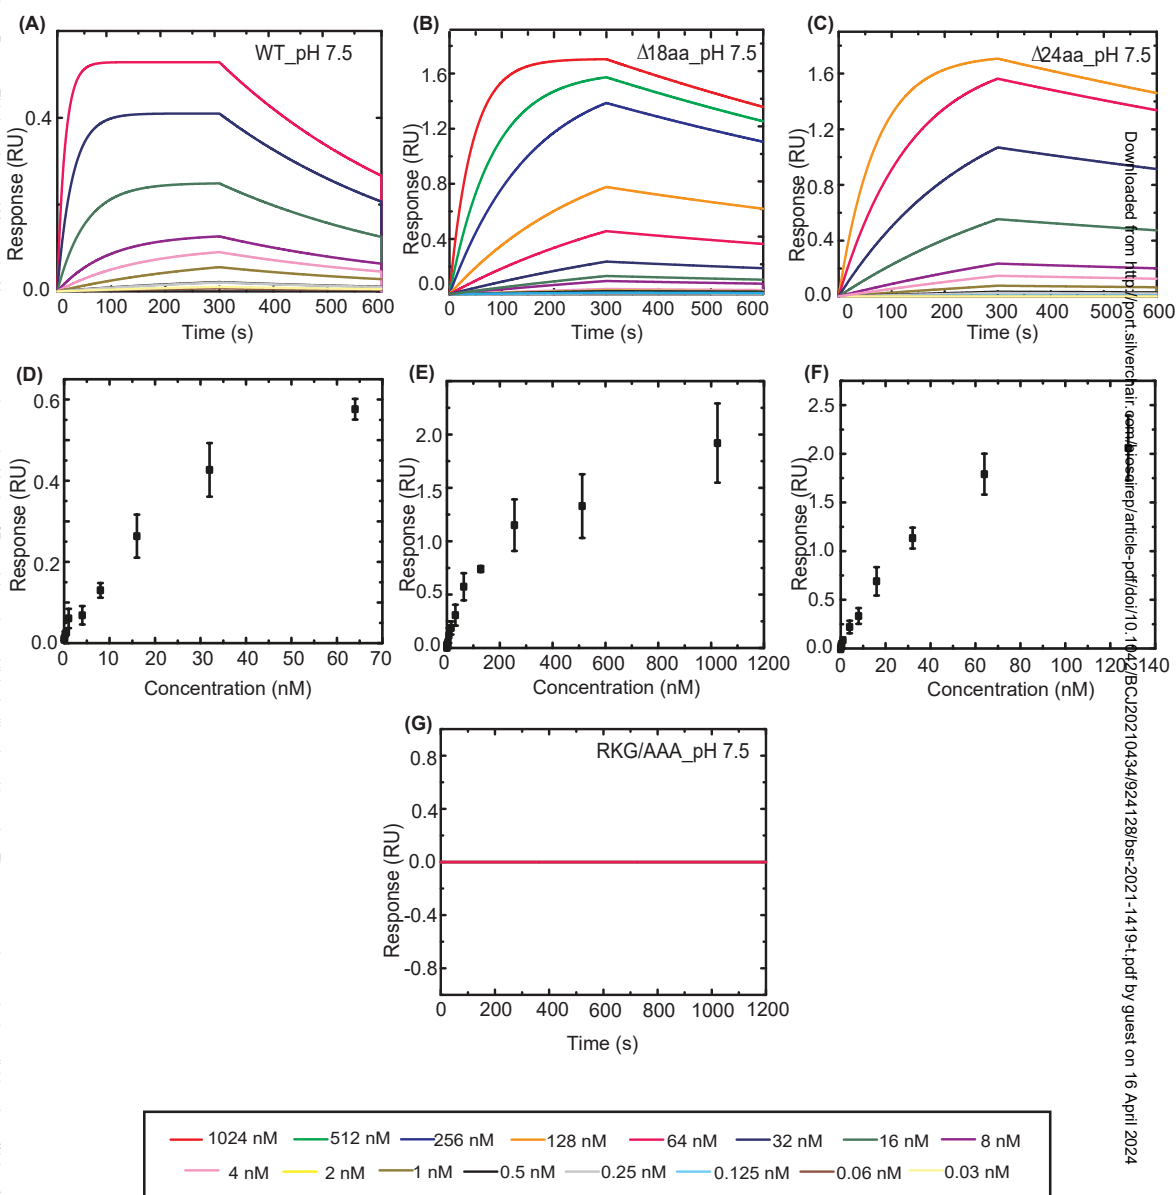 (A)
WT_pH 7.5
Response (RU)
0.4
0.0
0 100 200 300 400 500 600
Time (s)
(B)
Δ18aa_pH 7.5
Response (RU)
1.6
1.2
0.8
0.4
0.0
0 100 200 300 400 500 600
Time (s)
(C)
Δ24aa_pH 7.5
Response (RU)
1.6
1.2
0.8
0.4
0.0
0 100 200 300 400 500 600
Time (s)
(D)
Response (RU)
0.6
0.4
0.2
0.0
0 10 20 30 40 50 60 70
Concentration (nM)
(E)
Response (RU)
2.0
1.5
1.0
0.5
0.0
0 200 400 600 800 1000 1200
Concentration (nM)
(F)
Response (RU)
2.5
2.0
1.5
1.0
0.5
0.0
0 20 40 60 80 100 120 140
Concentration (nM)
(G)
RKG/AAA_pH 7.5
Response (RU)
0.8
0.4
0.0
-0.4
-0.8
0 200 400 600 800 1000 1200
Time (s)
1024 nM 512 nM 256 nM 128 nM 64 nM 32 nM 16 nM 8 nM
4 nM 2 nM 1 nM 0.5 nM 0.25 nM 0.125 nM 0.06 nM 0.03 nM
Downloaded from http://port.silverchair.com/bioscirep/article-pdf/doi/10.1042/BCJ20210434/924128/bsr-2021-1419-t.pdf by guest on 16 April 2024